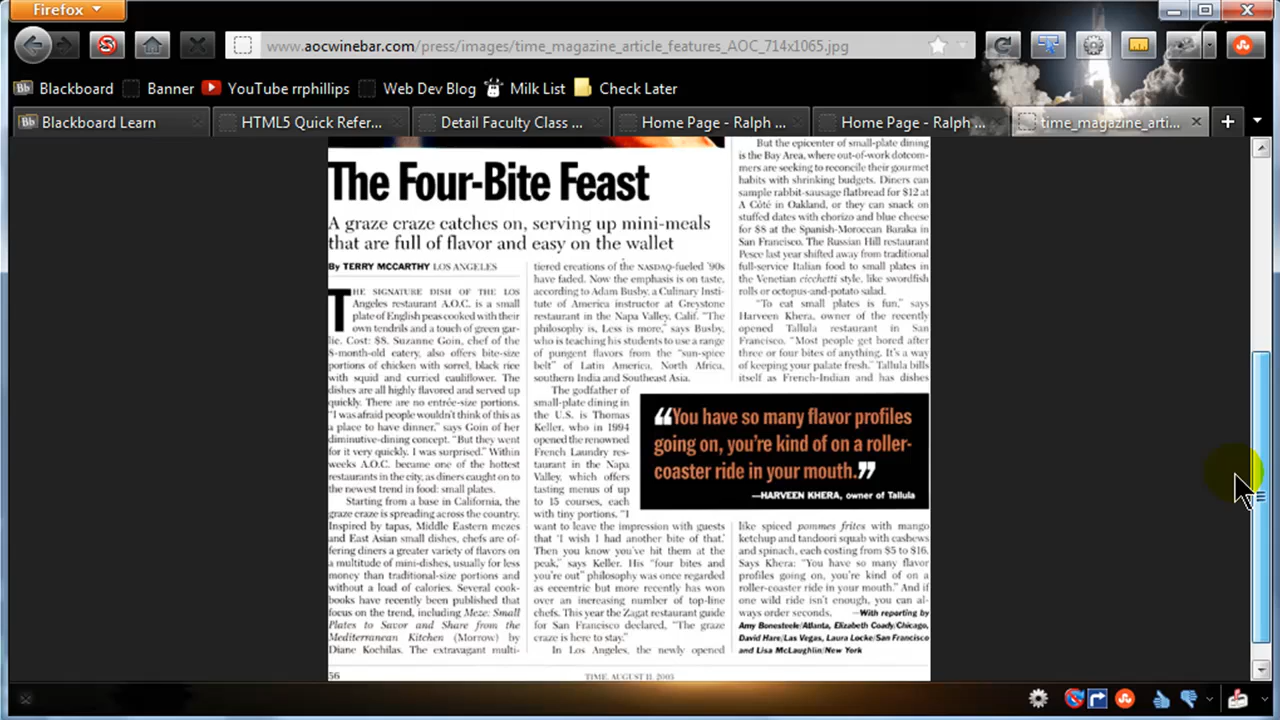 Firefox
www.aocwinebar.com/press/images/time_magazine_article_features_AOC_714x1065.jpg
Bb Blackboard Banner YouTube rrphillips Web Dev Blog Milk List Check Later
Bb Blackboard Learn HTML5 Quick Refer... Detail Faculty Class ... Home Page - Ralph ... Home Page - Ralph ... time_magazine_arti...
The Four-Bite Feast
A graze craze catches on, serving up mini-meals
that are full of flavor and easy on the wallet
By TERRY MCCARTHY LOS ANGELES
THE SIGNATURE DISH OF THE LOS
Angeles restaurant A.O.C. is a small
plate of English peas cooked with their
own tendrils and a touch of green gar-
lic. Cost: $8. Suzanne Goin, chef of the
8-month-old eatery, also offers bite-size
portions of chicken with sorrel, black rice
with squid and curried cauliflower. The
dishes are all highly flavored and served up
quickly. There are no entrée-size portions.
"I was afraid people wouldn't think of this as
a place to have dinner," says Goin of her
diminutive-dining concept. "But they went
for it very quickly. I was surprised." Within
weeks A.O.C. became one of the hottest
restaurants in the city, as diners caught on to
the newest trend in food: small plates.
Starting from a base in California, the
graze craze is spreading across the country.
Inspired by tapas, Middle Eastern mezes
and East Asian small dishes, chefs are of-
fering diners a greater variety of flavors on
a multitude of mini-dishes, usually for less
money than traditional-size portions and
without a load of calories. Several cook-
books have recently been published that
focus on the trend, including Meze: Small
Plates to Savor and Share from the
Mediterranean Kitchen (Morrow) by
Diane Kochilas. The extravagant multi-
tiered creations of the NASDAQ-fueled '90s
have faded. Now the emphasis is on taste,
according to Adam Busby, a Culinary Insti-
tute of America instructor at Greystone
restaurant in the Napa Valley, Calif. "The
philosophy is, Less is more," says Busby,
who is teaching his students to use a range
of pungent flavors from the "sun-spice
belt" of Latin America, North Africa,
southern India and Southeast Asia.
The godfather of
small-plate dining in
the U.S. is Thomas
Keller, who in 1994
opened the renowned
French Laundry res-
taurant in the Napa
Valley, which offers
tasting menus of up
to 15 courses, each
with tiny portions. "I
want to leave the impression with guests
that 'I wish I had another bite of that.'
Then you know you've hit them at the
peak," says Keller. His "four bites and
you're out" philosophy was once regarded
as eccentric but more recently has won
over an increasing number of top-line
chefs. This year the Zagat restaurant guide
for San Francisco declared, "The graze
craze is here to stay."
In Los Angeles, the newly opened
But the epicenter of small-plate dining
is the Bay Area, where out-of-work dotcom-
mers are seeking to reconcile their gourmet
habits with shrinking budgets. Diners can
sample rabbit-sausage flatbread for $12 at
A Côté in Oakland, or they can snack on
stuffed dates with chorizo and blue cheese
for $8 at the Spanish-Moroccan Baraka in
San Francisco. The Russian Hill restaurant
Pesce last year shifted away from traditional
full-service Italian food to small plates in
the Venetian cicchetti style, like swordfish
rolls or octopus-and-potato salad.
"To eat small plates is fun," says
Harveen Khera, owner of the recently
opened Tallula restaurant in San
Francisco. "Most people get bored after
three or four bites of anything. It's a way
of keeping your palate fresh." Tallula bills
itself as French-Indian and has dishes
“You have so many flavor profiles
going on, you're kind of on a roller-
coaster ride in your mouth.”
—HARVEEN KHERA, owner of Tallula
like spiced pommes frites with mango
ketchup and tandoori squab with cashews
and spinach, each costing from $5 to $16.
Says Khera: "You have so many flavor
profiles going on, you're kind of on a
roller-coaster ride in your mouth." And if
one wild ride isn't enough, you can al-
ways order seconds. —With reporting by
Amy Bonesteele/Atlanta, Elizabeth Coady/Chicago,
David Hare/Las Vegas, Laura Locke/San Francisco
and Lisa McLaughlin/New York
56 TIME, AUGUST 11, 2003